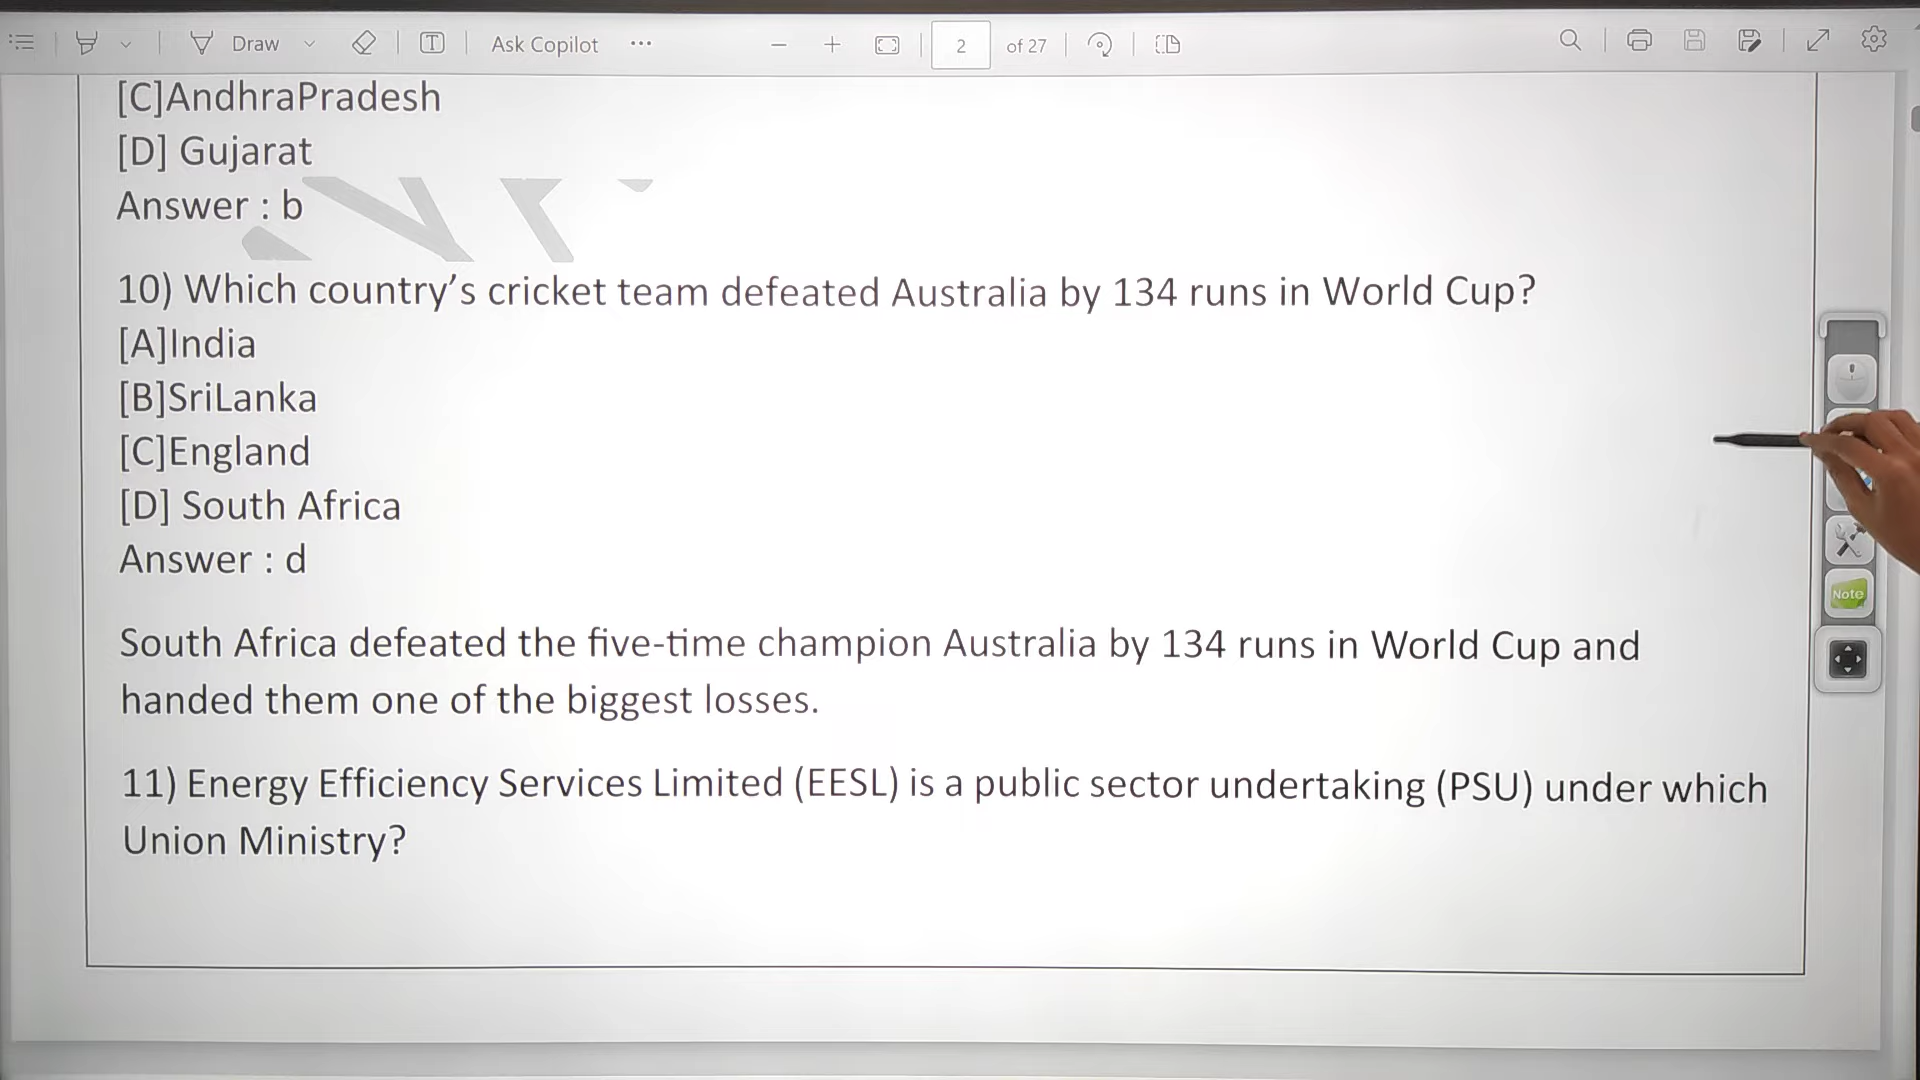 Draw
Ask Copilot
2
of 27
[C]AndhraPradesh
[D] Gujarat
Answer : b
10) Which country’s cricket team defeated Australia by 134 runs in World Cup?
[A]India
[B]SriLanka
[C]England
[D] South Africa
Answer : d
South Africa defeated the five-time champion Australia by 134 runs in World Cup and
handed them one of the biggest losses.
11) Energy Efficiency Services Limited (EESL) is a public sector undertaking (PSU) under which
Union Ministry?
Note